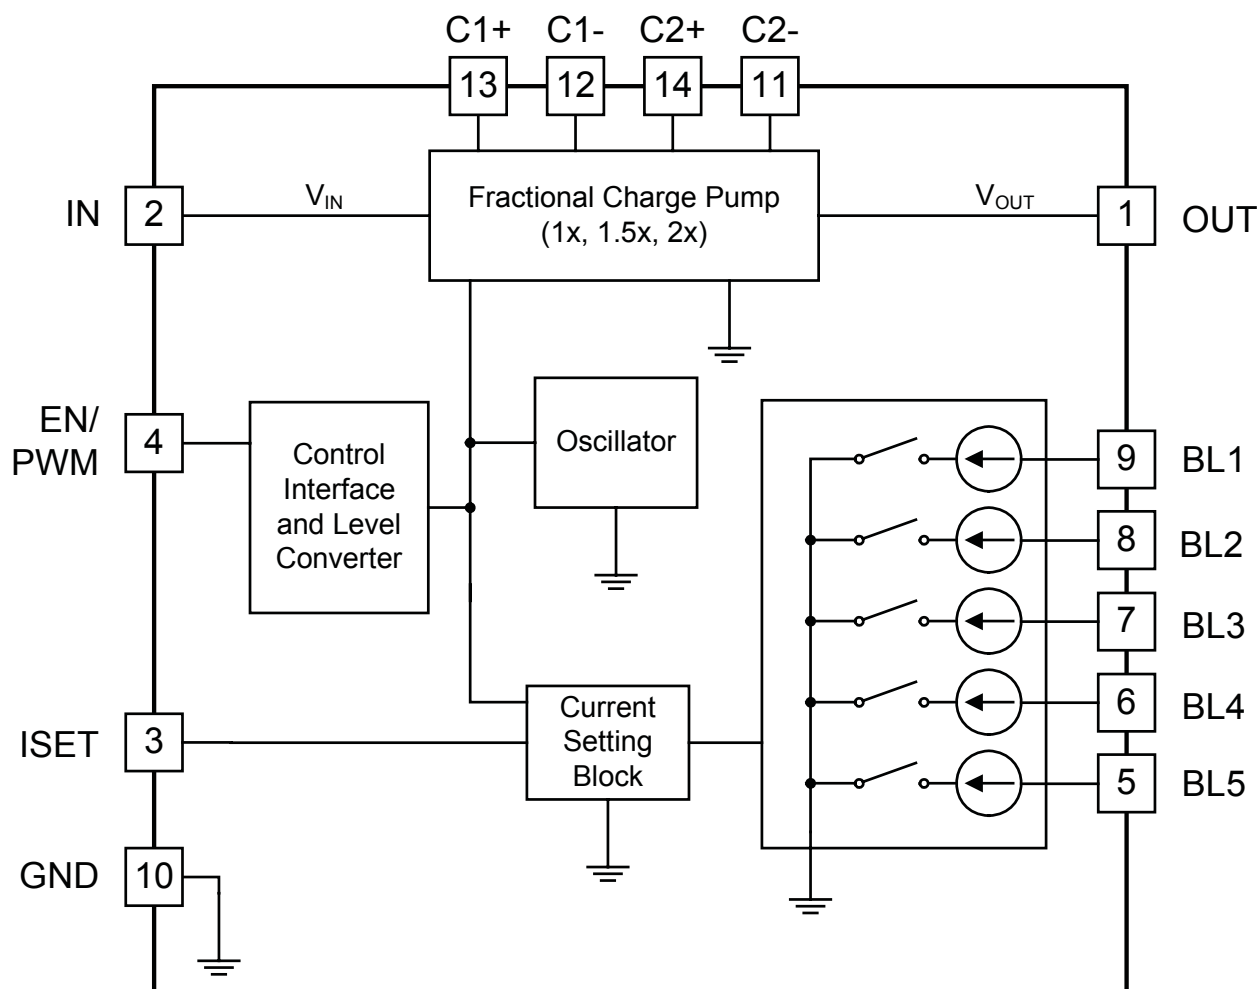 C1+ C1- C2+ C2-
13 12 14 11
Fractional Charge Pump
(1x, 1.5x, 2x)
IN 2 VIN
VOUT 1 OUT
EN/
PWM
4
Control
Interface
and Level
Converter
Oscillator
9 BL1
8 BL2
7 BL3
6 BL4
5 BL5
ISET 3
Current
Setting
Block
GND 10